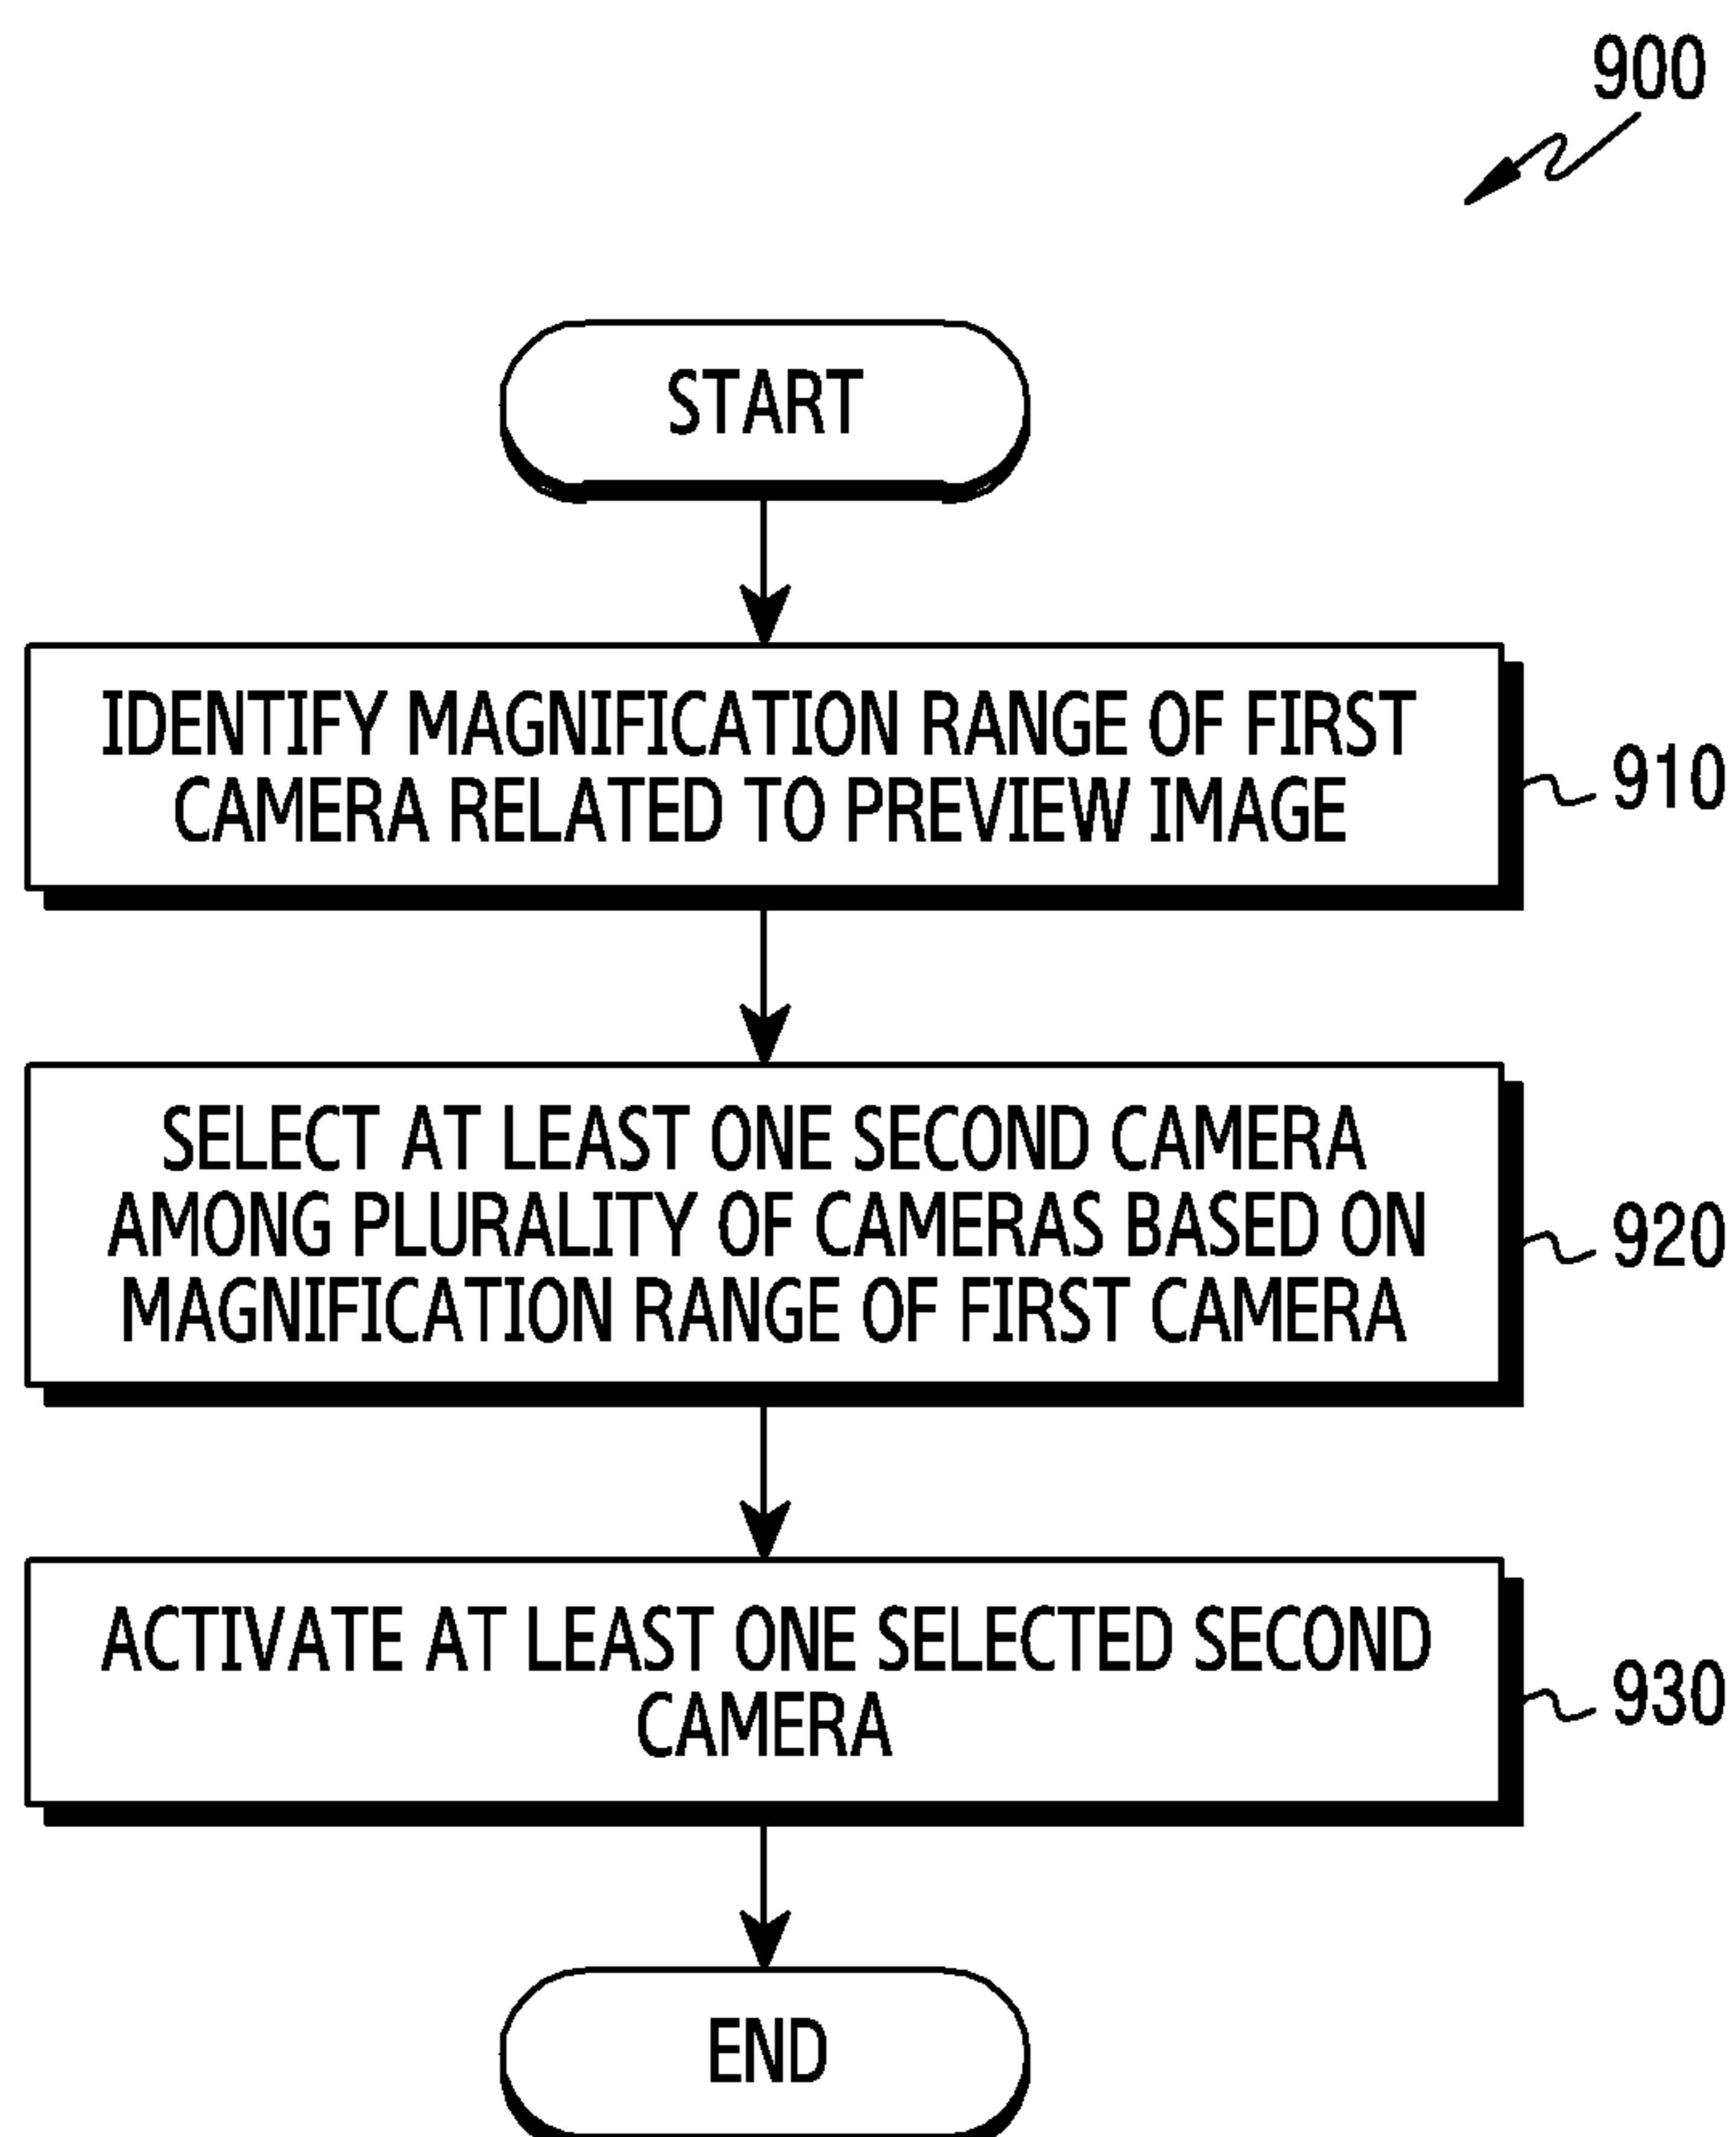 900
START
IDENTIFY MAGNIFICATION RANGE OF FIRST
CAMERA RELATED TO PREVIEW IMAGE
910
SELECT AT LEAST ONE SECOND CAMERA
AMONG PLURALITY OF CAMERAS BASED ON
MAGNIFICATION RANGE OF FIRST CAMERA
920
ACTIVATE AT LEAST ONE SELECTED SECOND
CAMERA
930
END